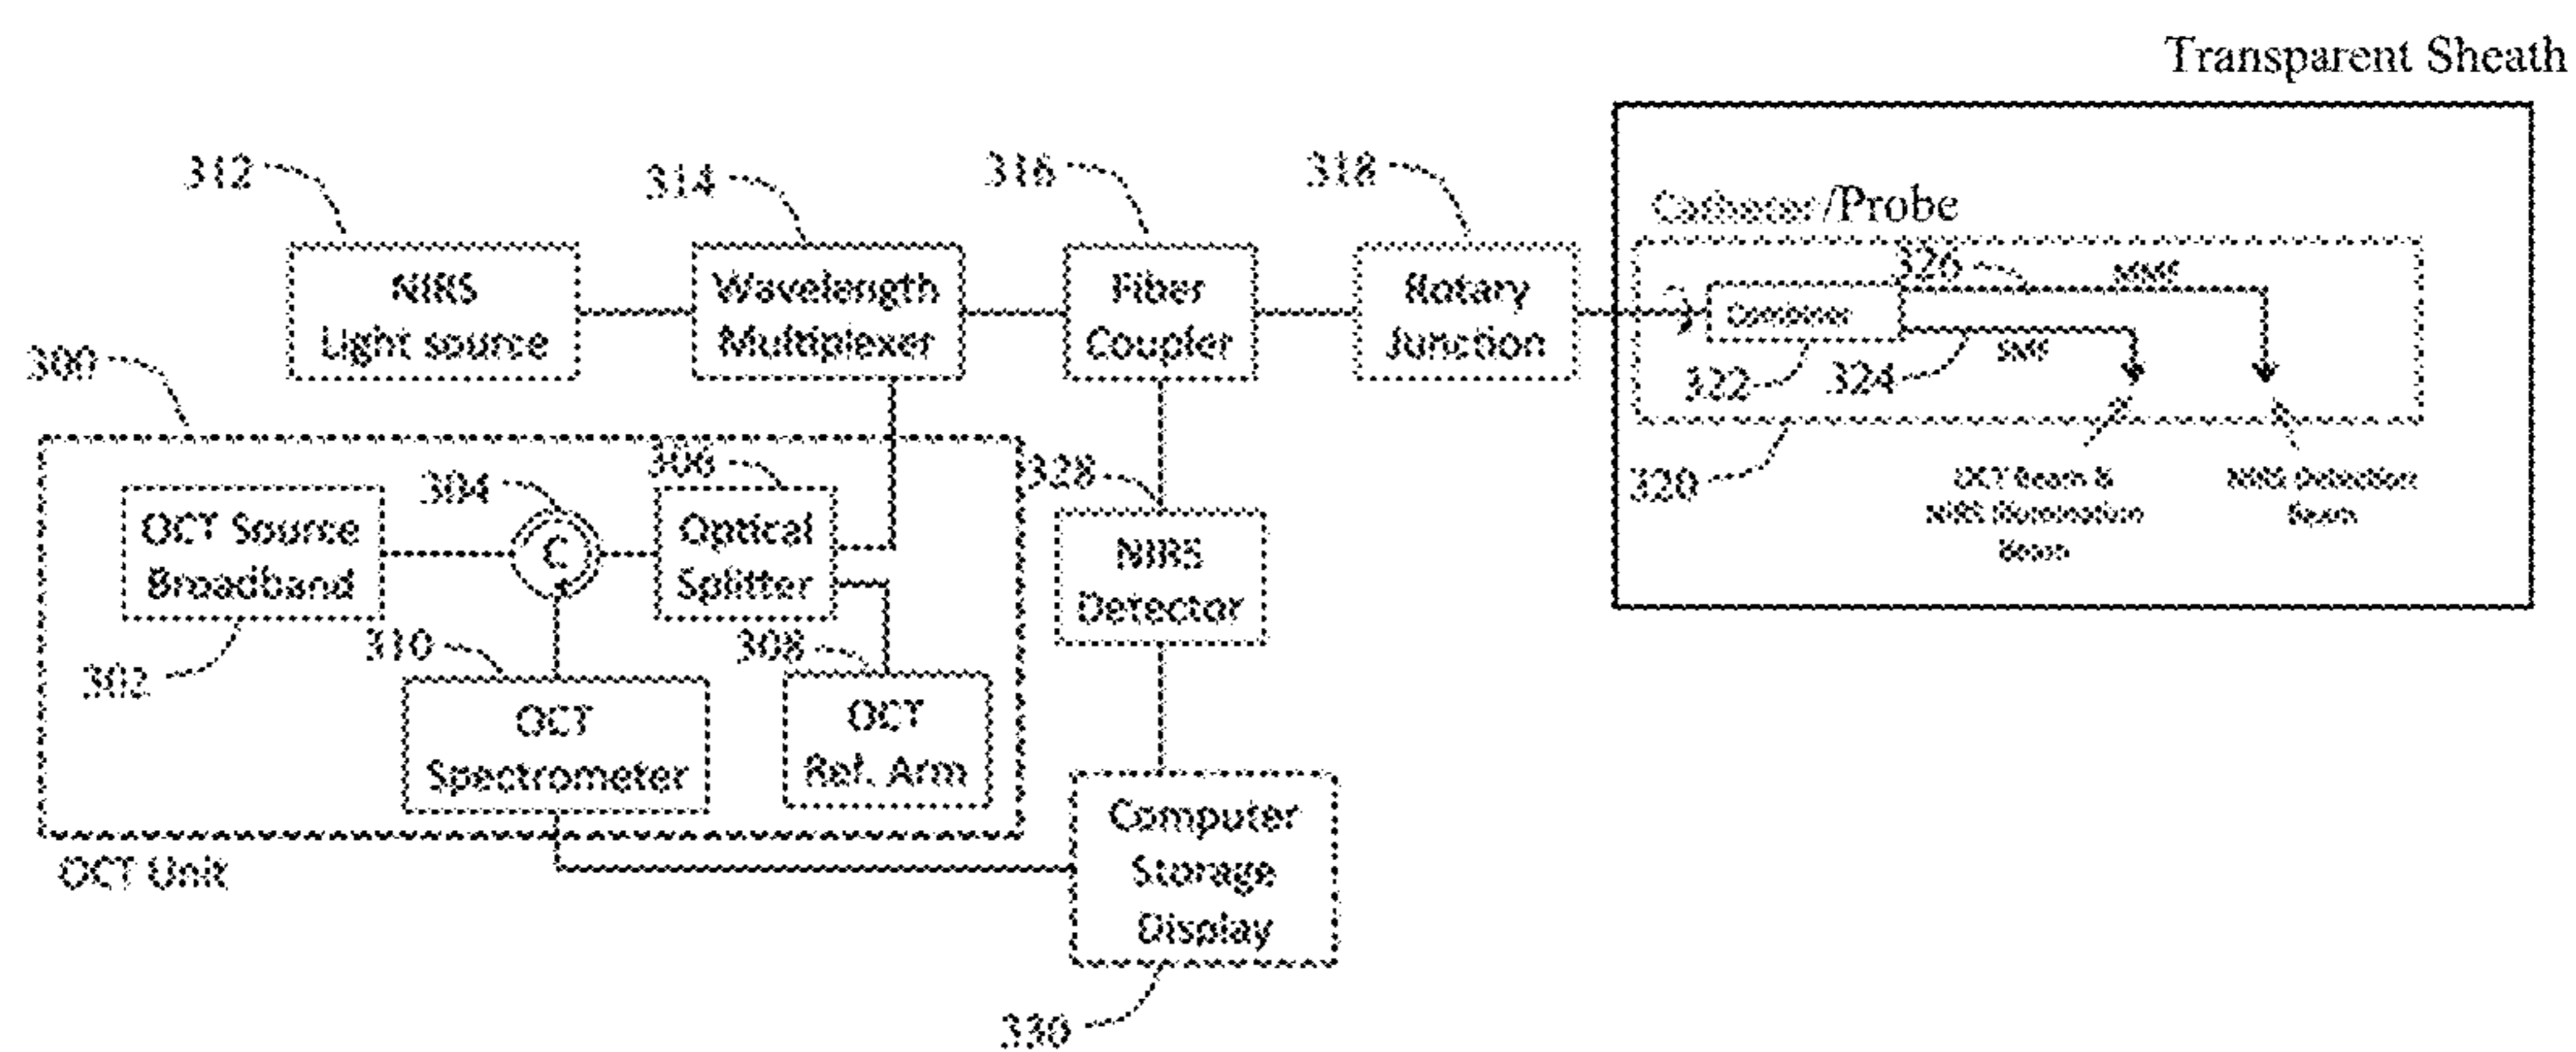 Transparent Sheath
312
314
316
318
Catheter/Probe
NIRS
Light source
Wavelength
Multiplexer
Fiber
Coupler
Rotary
Junction
326
MMF
Combiner
SMF
322
324
300
320
OCT Beam &
NIRS Illumination
Beam
NIRS Detection
Beam
304
306
328
OCT Source
Broadband
C
Optical
Splitter
NIRS
Detector
302
310
308
OCT
Spectrometer
OCT
Ref. Arm
Computer
Storage
Display
OCT Unit
330